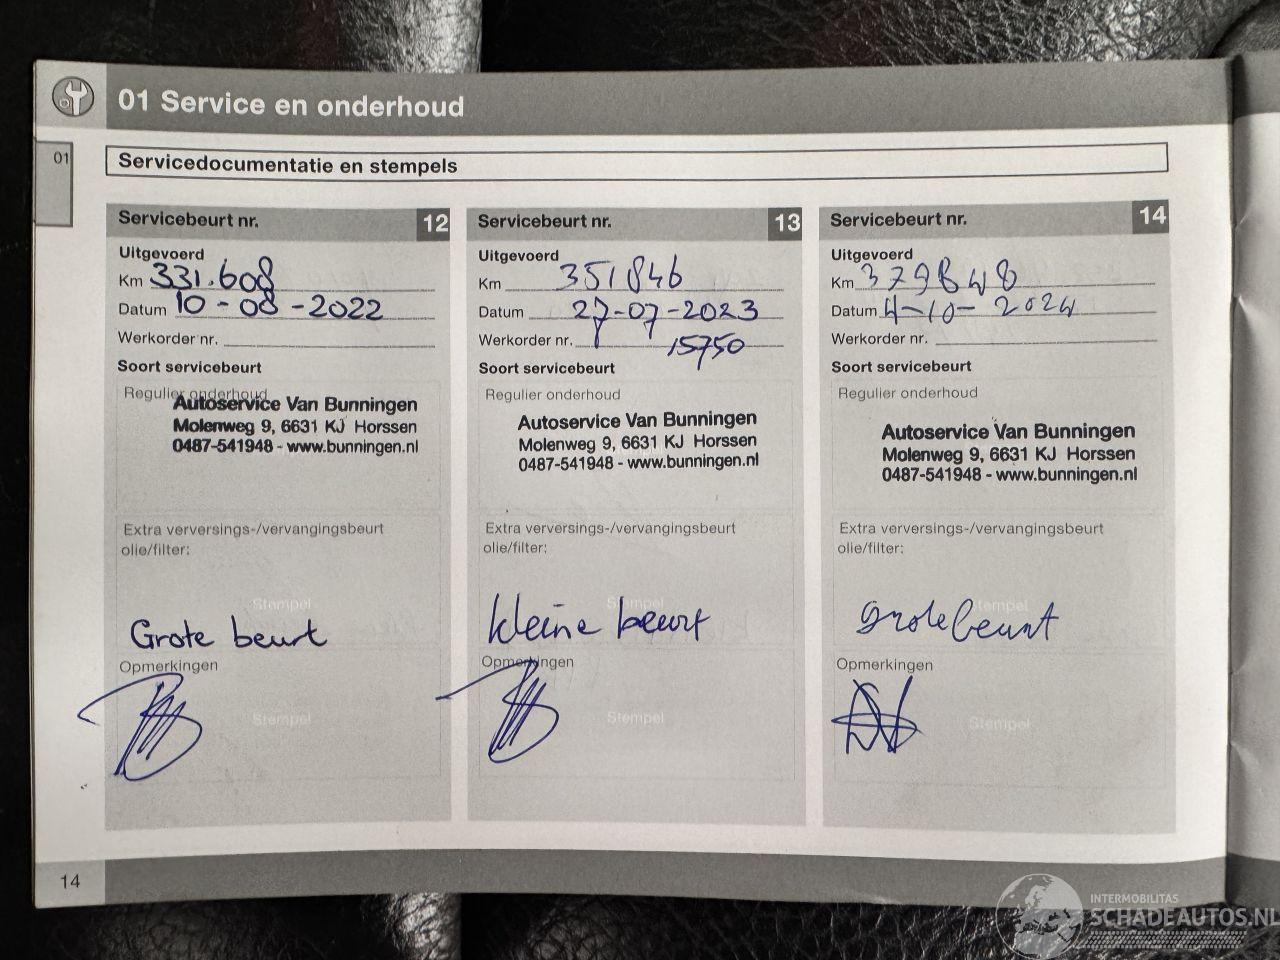 01 Service en onderhoud
01
Servicedocumentatie en stempels
Servicebeurt nr. 12
Uitgevoerd
Km 331.608
Datum 10-08-2022
Werkorder nr.
Soort servicebeurt
Regulier onderhoud
Autoservice Van Bunningen
Molenweg 9, 6631 KJ Horssen
0487-541948 - www.bunningen.nl
Extra verversings-/vervangingsbeurt
olie/filter:
Stempel
Grote beurt
Opmerkingen
Stempel
Servicebeurt nr. 13
Uitgevoerd
Km 351846
Datum 27-07-2023
Werkorder nr. 15750
Soort servicebeurt
Regulier onderhoud
Autoservice Van Bunningen
Molenweg 9, 6631 KJ Horssen
0487-541948 - www.bunningen.nl
Extra verversings-/vervangingsbeurt
olie/filter:
Stempel
kleine beurt
Opmerkingen
Stempel
Servicebeurt nr. 14
Uitgevoerd
Km 379848
Datum 4-10-2024
Werkorder nr.
Soort servicebeurt
Regulier onderhoud
Autoservice Van Bunningen
Molenweg 9, 6631 KJ Horssen
0487-541948 - www.bunningen.nl
Extra verversings-/vervangingsbeurt
olie/filter:
Stempel
grote beurt
Opmerkingen
Stempel
14
INTERMOBILITAS
SCHADEAUTOS.NL